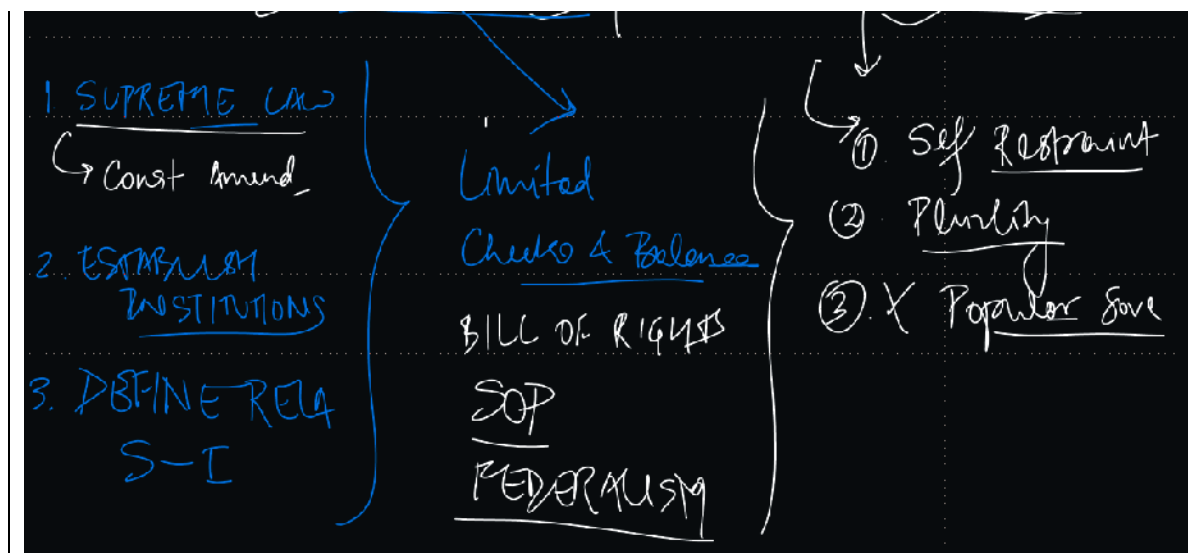 1. SUPREME LAW
↳ Const Amend
2. ESTABLISH
INSTITUTIONS
3. DEFINE RELA
S-I
Limited
Checks & Balance
BILL OF RIGHTS
SOP
FEDERALISM
①. Self Restraint
②. Plurality
③. X Popular Sove